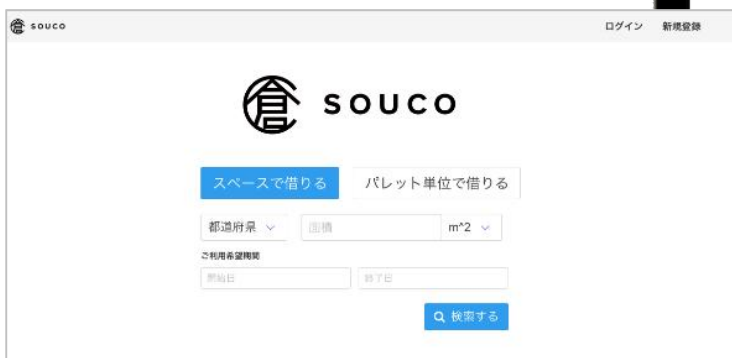 倉 souco
ログイン 新規登録
倉 souco
スペースで借りる パレット単位で借りる
都道府県 面積 m^2
ご利用希望期間
開始日 終了日
検索する